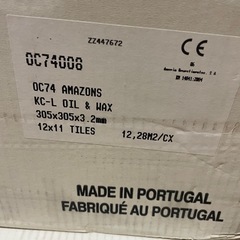 ZZ447672
OC74008
CE
OC74 AMAZONS
KC-L OIL & WAX
305x305x3.2mm
12x11 TILES
12,28M2/CX
MADE IN PORTUGAL
FABRIQUÉ AU PORTUGAL